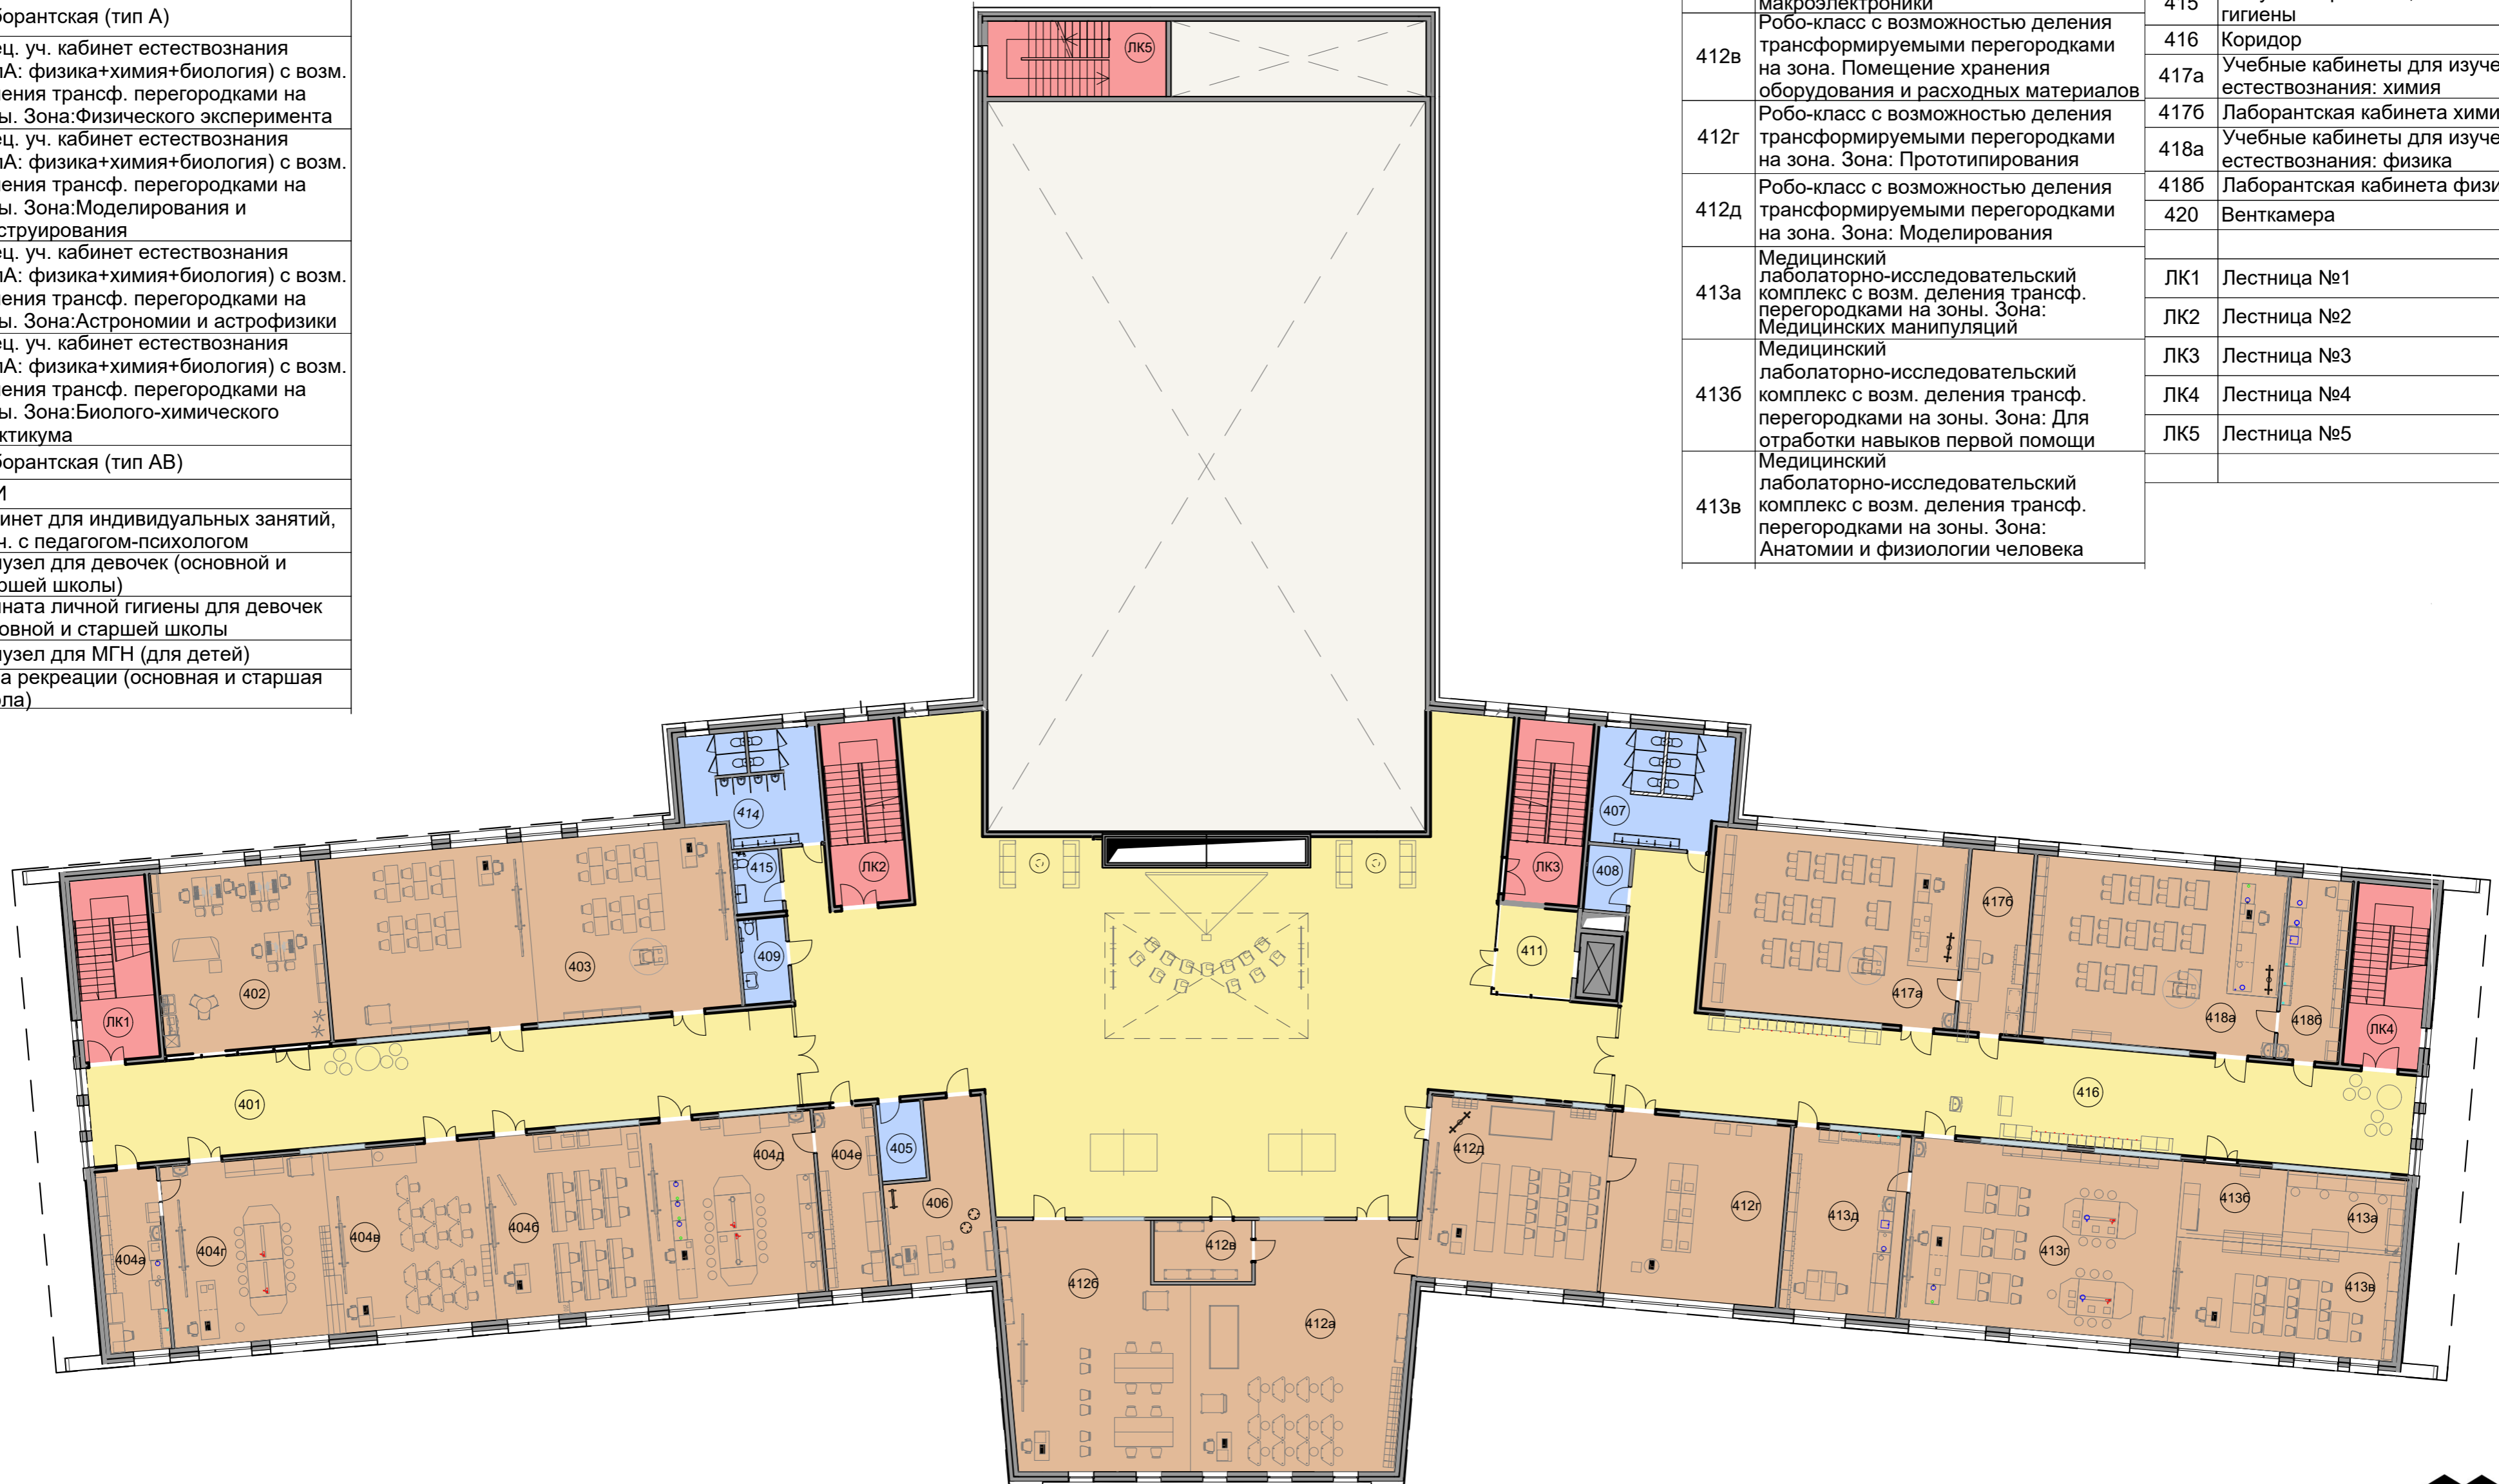 борантская (тип А)
ец. уч. кабинет естествознания
пА: физика+химия+биология) с возм.
ления трансф. перегородками на
ы. Зона:Физического эксперимента
ец. уч. кабинет естествознания
пА: физика+химия+биология) с возм.
ления трансф. перегородками на
ы. Зона:Моделирования и
струирования
ец. уч. кабинет естествознания
пА: физика+химия+биология) с возм.
ления трансф. перегородками на
ы. Зона:Астрономии и астрофизики
ец. уч. кабинет естествознания
пА: физика+химия+биология) с возм.
ления трансф. перегородками на
ы. Зона:Биолого-химического
ктикума
борантская (тип АВ)
И
инет для индивидуальных занятий,
ч. с педагогом-психологом
узел для девочек (основной и
ршей школы)
ната личной гигиены для девочек
овной и старшей школы
узел для МГН (для детей)
а рекреации (основная и старшая
ола)
макроэлектроники
412в
Робо-класс с возможностью деления
трансформируемыми перегородками
на зона. Помещение хранения
оборудования и расходных материалов
412г
Робо-класс с возможностью деления
трансформируемыми перегородками
на зона. Зона: Прототипирования
412д
Робо-класс с возможностью деления
трансформируемыми перегородками
на зона. Зона: Моделирования
413а
Медицинский
лаболаторно-исследовательский
комплекс с возм. деления трансф.
перегородками на зоны. Зона:
Медицинских манипуляций
413б
Медицинский
лаболаторно-исследовательский
комплекс с возм. деления трансф.
перегородками на зоны. Зона: Для
отработки навыков первой помощи
413в
Медицинский
лаболаторно-исследовательский
комплекс с возм. деления трансф.
перегородками на зоны. Зона:
Анатомии и физиологии человека
415
гигиены
416 Коридор
417а
Учебные кабинеты для изуче
естествознания: химия
417б Лаборантская кабинета хими
418а
Учебные кабинеты для изуче
естествознания: физика
418б Лаборантская кабинета физи
420 Венткамера
ЛК1 Лестница №1
ЛК2 Лестница №2
ЛК3 Лестница №3
ЛК4 Лестница №4
ЛК5 Лестница №5
ЛК5
414
415
ЛК2
409
403
402
ЛК1
401
ЛК3
407
408
411
417а
417б
418а
418б
ЛК4
416
404а
404г
404в
404б
404д
404е
405
406
412б
412в
412а
412д
412г
413д
413г
413б
413а
413в